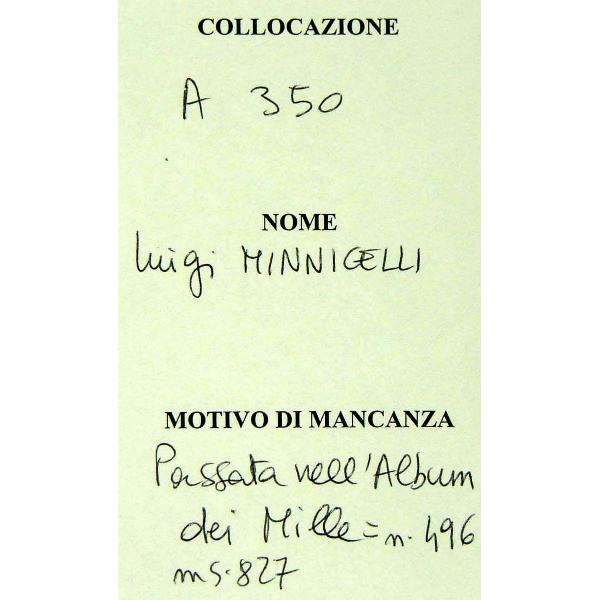 COLLOCAZIONE
A 350
NOME
Luigi MINNICELLI
MOTIVO DI MANCANZA
Passata nell'Album
dei Mille = n. 496
ms. 827